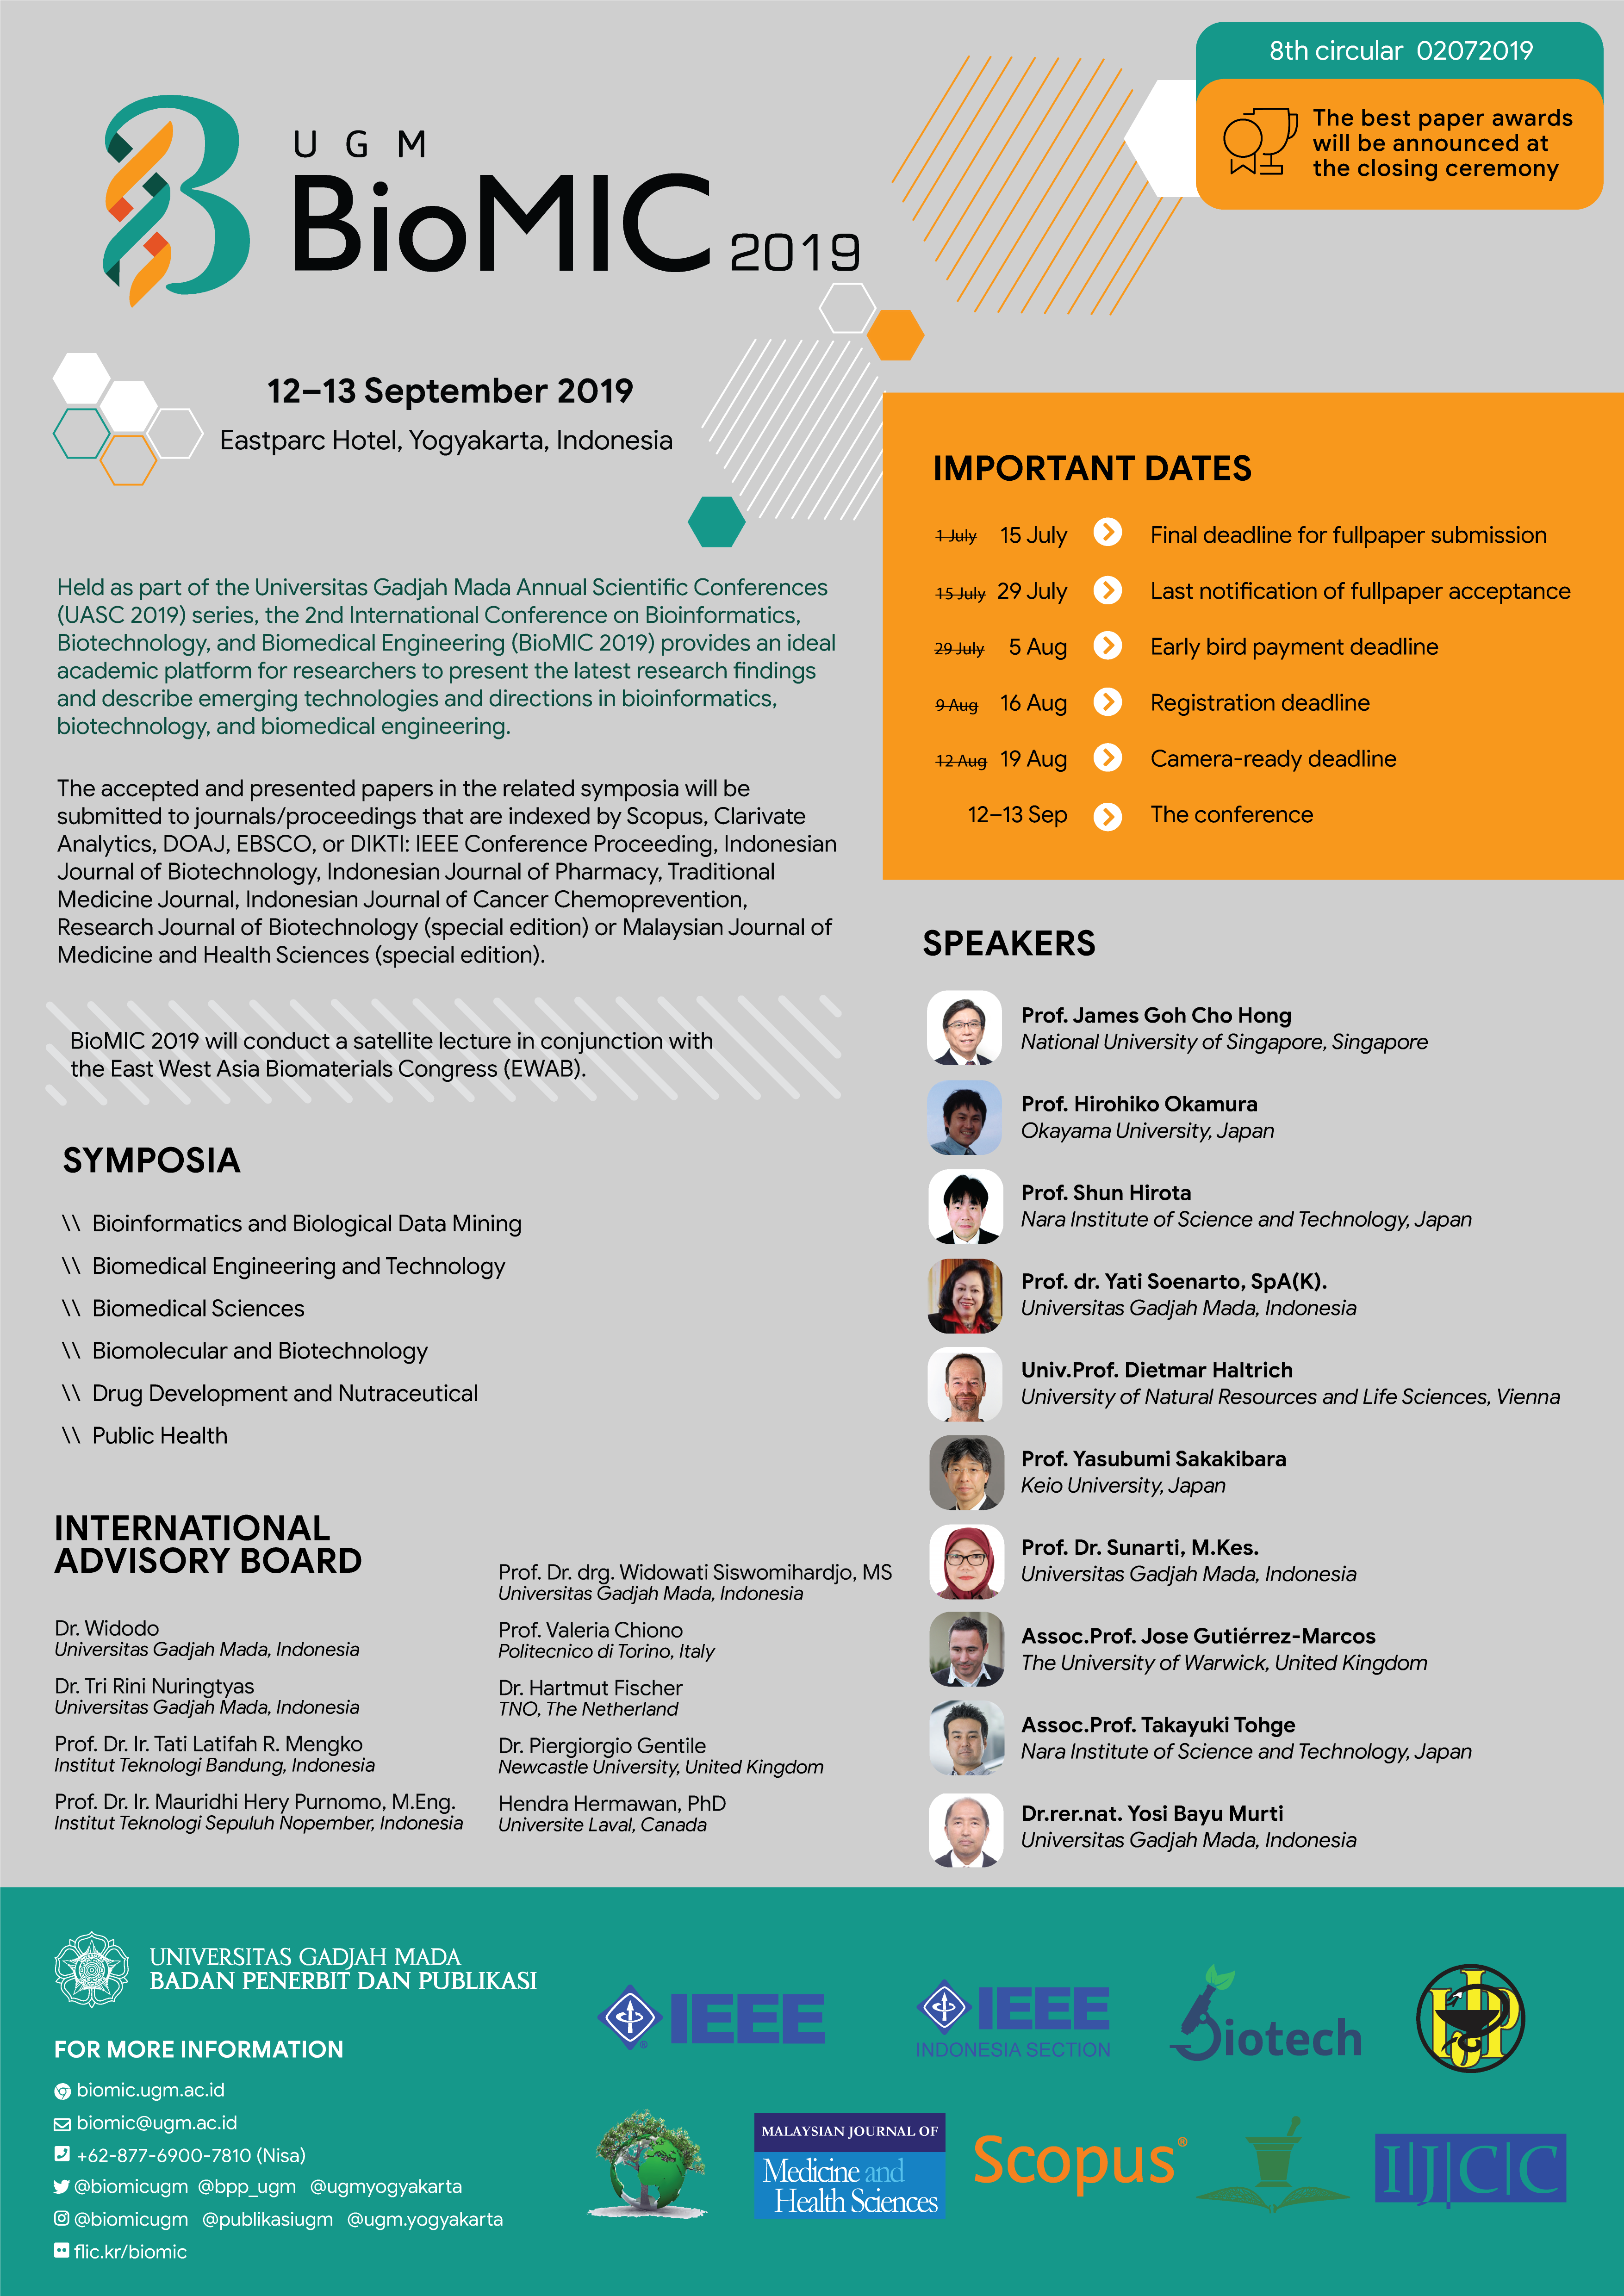 8th circular 02072019
The best paper awards
will be announced at
the closing ceremony
UGM
BioMIC 2019
12–13 September 2019
Eastparc Hotel, Yogyakarta, Indonesia
Held as part of the Universitas Gadjah Mada Annual Scientific Conferences
(UASC 2019) series, the 2nd International Conference on Bioinformatics,
Biotechnology, and Biomedical Engineering (BioMIC 2019) provides an ideal
academic platform for researchers to present the latest research findings
and describe emerging technologies and directions in bioinformatics,
biotechnology, and biomedical engineering.
The accepted and presented papers in the related symposia will be
submitted to journals/proceedings that are indexed by Scopus, Clarivate
Analytics, DOAJ, EBSCO, or DIKTI: IEEE Conference Proceeding, Indonesian
Journal of Biotechnology, Indonesian Journal of Pharmacy, Traditional
Medicine Journal, Indonesian Journal of Cancer Chemoprevention,
Research Journal of Biotechnology (special edition) or Malaysian Journal of
Medicine and Health Sciences (special edition).
BioMIC 2019 will conduct a satellite lecture in conjunction with
the East West Asia Biomaterials Congress (EWAB).
SYMPOSIA
\\ Bioinformatics and Biological Data Mining
\\ Biomedical Engineering and Technology
\\ Biomedical Sciences
\\ Biomolecular and Biotechnology
\\ Drug Development and Nutraceutical
\\ Public Health
INTERNATIONAL
ADVISORY BOARD
Dr. Widodo
Universitas Gadjah Mada, Indonesia
Dr. Tri Rini Nuringtyas
Universitas Gadjah Mada, Indonesia
Prof. Dr. Ir. Tati Latifah R. Mengko
Institut Teknologi Bandung, Indonesia
Prof. Dr. Ir. Mauridhi Hery Purnomo, M.Eng.
Institut Teknologi Sepuluh Nopember, Indonesia
Prof. Dr. drg. Widowati Siswomihardjo, MS
Universitas Gadjah Mada, Indonesia
Prof. Valeria Chiono
Politecnico di Torino, Italy
Dr. Hartmut Fischer
TNO, The Netherland
Dr. Piergiorgio Gentile
Newcastle University, United Kingdom
Hendra Hermawan, PhD
Universite Laval, Canada
IMPORTANT DATES
1 July 15 July Final deadline for fullpaper submission
15 July 29 July Last notification of fullpaper acceptance
29 July 5 Aug Early bird payment deadline
9 Aug 16 Aug Registration deadline
12 Aug 19 Aug Camera-ready deadline
12–13 Sep The conference
SPEAKERS
Prof. James Goh Cho Hong
National University of Singapore, Singapore
Prof. Hirohiko Okamura
Okayama University, Japan
Prof. Shun Hirota
Nara Institute of Science and Technology, Japan
Prof. dr. Yati Soenarto, SpA(K).
Universitas Gadjah Mada, Indonesia
Univ.Prof. Dietmar Haltrich
University of Natural Resources and Life Sciences, Vienna
Prof. Yasubumi Sakakibara
Keio University, Japan
Prof. Dr. Sunarti, M.Kes.
Universitas Gadjah Mada, Indonesia
Assoc.Prof. Jose Gutiérrez-Marcos
The University of Warwick, United Kingdom
Assoc.Prof. Takayuki Tohge
Nara Institute of Science and Technology, Japan
Dr.rer.nat. Yosi Bayu Murti
Universitas Gadjah Mada, Indonesia
UNIVERSITAS GADJAH MADA
BADAN PENERBIT DAN PUBLIKASI
FOR MORE INFORMATION
biomic.ugm.ac.id
biomic@ugm.ac.id
+62-877-6900-7810 (Nisa)
@biomicugm @bpp_ugm @ugmyogyakarta
@biomicugm @publikasiugm @ugm.yogyakarta
flic.kr/biomic
IEEE®
IEEE
INDONESIA SECTION
Biotech
IJP
MALAYSIAN JOURNAL OF
Medicine and
Health Sciences
Scopus®
I|J|C|C